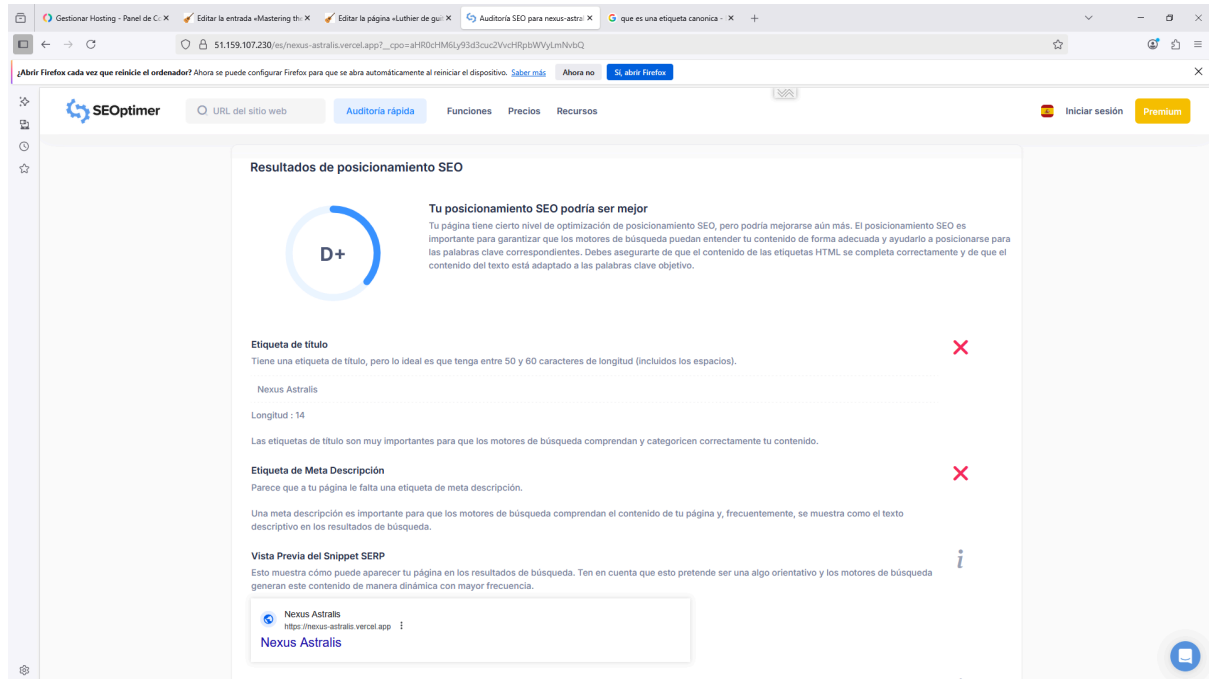 Gestionar Hosting - Panel de Co
Editar la entrada «Mastering the
Editar la página «Luthier de guit
Auditoría SEO para nexus-astral
que es una etiqueta canonica -
51.159.107.230/es/nexus-astralis.vercel.app?__cpo=aHR0cHM6Ly93d3cuc2VvcHRpbWVyLmNvbQ
¿Abrir Firefox cada vez que reinicie el ordenador? Ahora se puede configurar Firefox para que se abra automáticamente al reiniciar el dispositivo. Saber más Ahora no Sí, abrir Firefox
SEOptimer URL del sitio web Auditoría rápida Funciones Precios Recursos Iniciar sesión Premium
Resultados de posicionamiento SEO
D+
Tu posicionamiento SEO podría ser mejor
Tu página tiene cierto nivel de optimización de posicionamiento SEO, pero podría mejorarse aún más. El posicionamiento SEO es
importante para garantizar que los motores de búsqueda puedan entender tu contenido de forma adecuada y ayudarlo a posicionarse para
las palabras clave correspondientes. Debes asegurarte de que el contenido de las etiquetas HTML se completa correctamente y de que el
contenido del texto está adaptado a las palabras clave objetivo.
Etiqueta de título
Tiene una etiqueta de título, pero lo ideal es que tenga entre 50 y 60 caracteres de longitud (incluidos los espacios).
Nexus Astralis
Longitud : 14
Las etiquetas de título son muy importantes para que los motores de búsqueda comprendan y categoricen correctamente tu contenido.
Etiqueta de Meta Descripción
Parece que a tu página le falta una etiqueta de meta descripción.
Una meta descripción es importante para que los motores de búsqueda comprendan el contenido de tu página y, frecuentemente, se muestra como el texto
descriptivo en los resultados de búsqueda.
Vista Previa del Snippet SERP
Esto muestra cómo puede aparecer tu página en los resultados de búsqueda. Ten en cuenta que esto pretende ser una algo orientativo y los motores de búsqueda
generan este contenido de manera dinámica con mayor frecuencia.
Nexus Astralis
https://nexus-astralis.vercel.app
Nexus Astralis